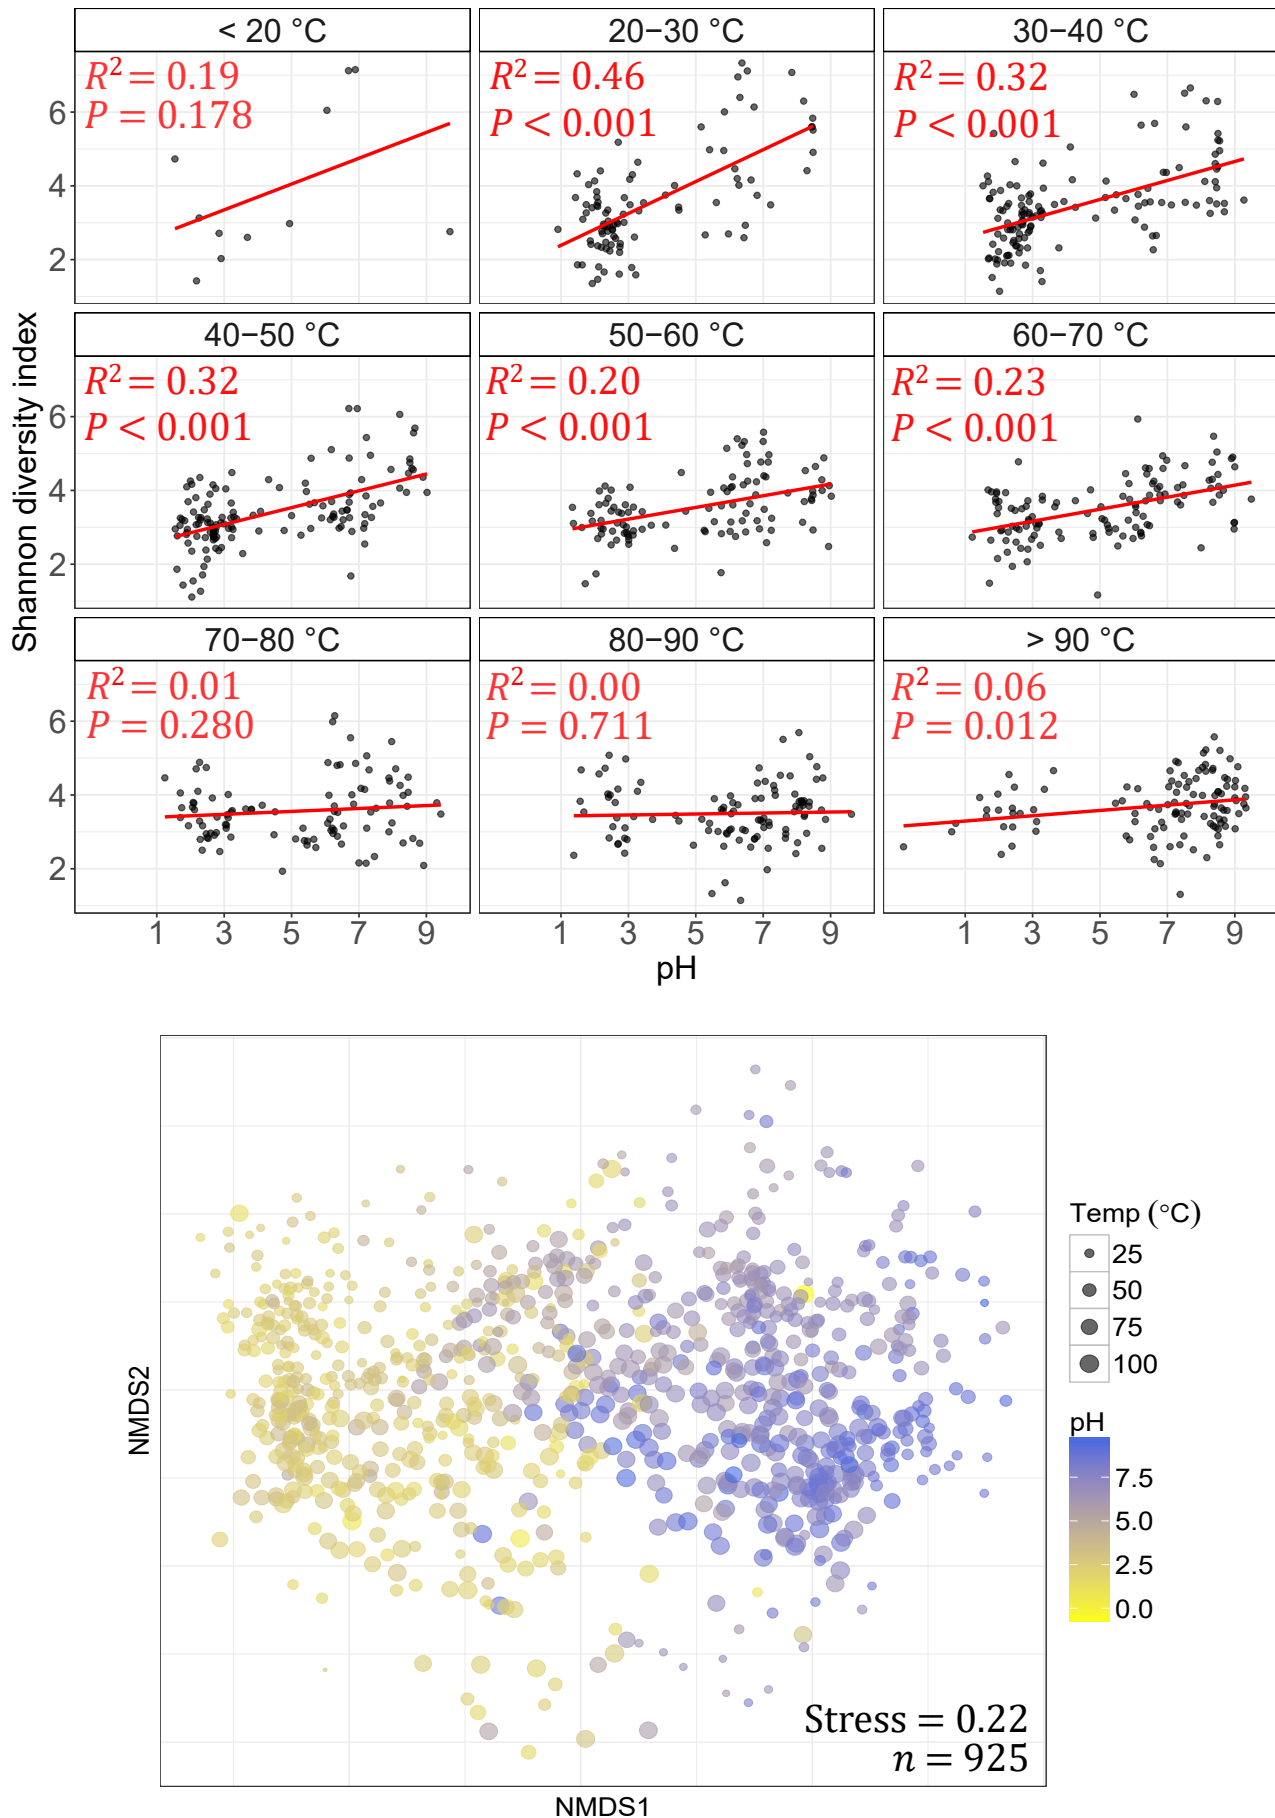 < 20 °C
20−30 °C
30−40 °C
R² = 0.19
P = 0.178
R² = 0.46
P < 0.001
R² = 0.32
P < 0.001
6
4
2
Shannon diversity index
40−50 °C
50−60 °C
60−70 °C
R² = 0.32
P < 0.001
R² = 0.20
P < 0.001
R² = 0.23
P < 0.001
6
4
2
70−80 °C
80−90 °C
> 90 °C
R² = 0.01
P = 0.280
R² = 0.00
P = 0.711
R² = 0.06
P = 0.012
6
4
2
1 3 5 7 9
1 3 5 7 9
1 3 5 7 9
pH
NMDS2
Temp (°C)
25
50
75
100
pH
7.5
5.0
2.5
0.0
Stress = 0.22
n = 925
NMDS1